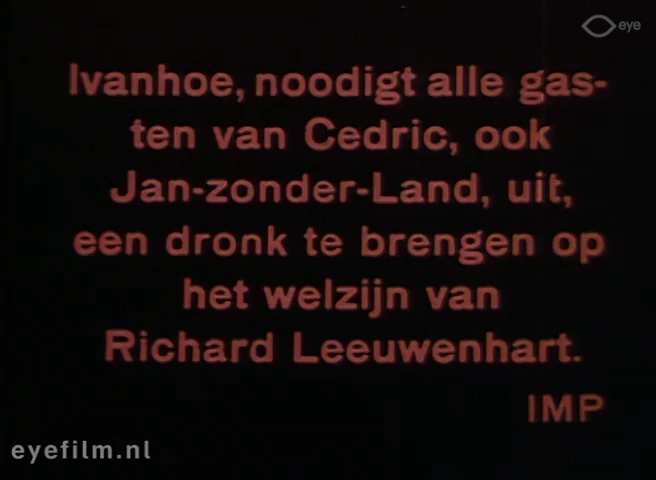 eye
Ivanhoe, noodigt alle gas-
ten van Cedric, ook
Jan-zonder-Land, uit,
een dronk te brengen op
het welzijn van
Richard Leeuwenhart.
IMP
eyefilm.nl